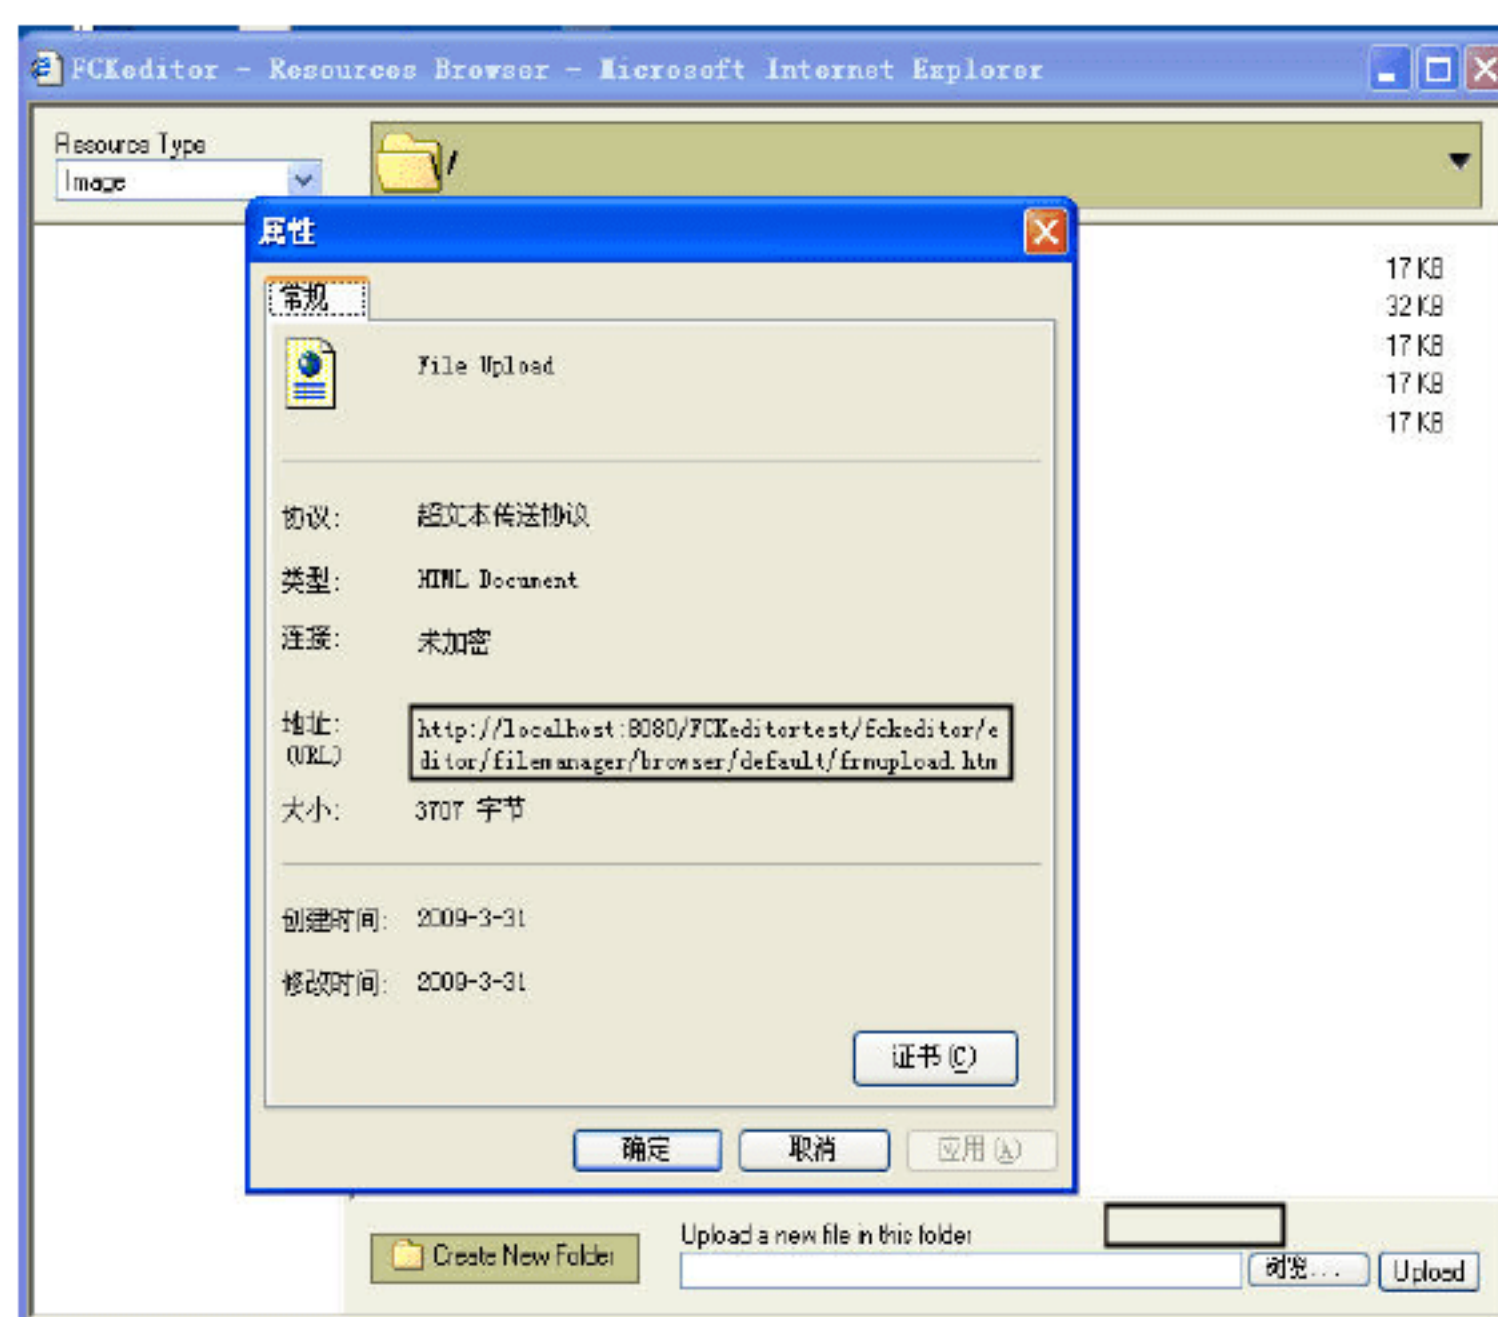 FCKeditor - Resources Browser - Microsoft Internet Explorer
Resource Type
Image
/
属性
17 KB
32 KB
17 KB
17 KB
17 KB
常规
File Upload
协议:
超文本传送协议
类型:
HTML Document
连接:
未加密
地址:
(URL)
http://localhost:8080/FCKeditortest/fckeditor/e
ditor/filemanager/browser/default/frmupload.htm
大小:
3707 字节
创建时间:
2009-3-31
修改时间:
2009-3-31
证书(C)
确定
取消
应用(A)
Create New Folder
Upload a new file in this folder
浏览...
Upload